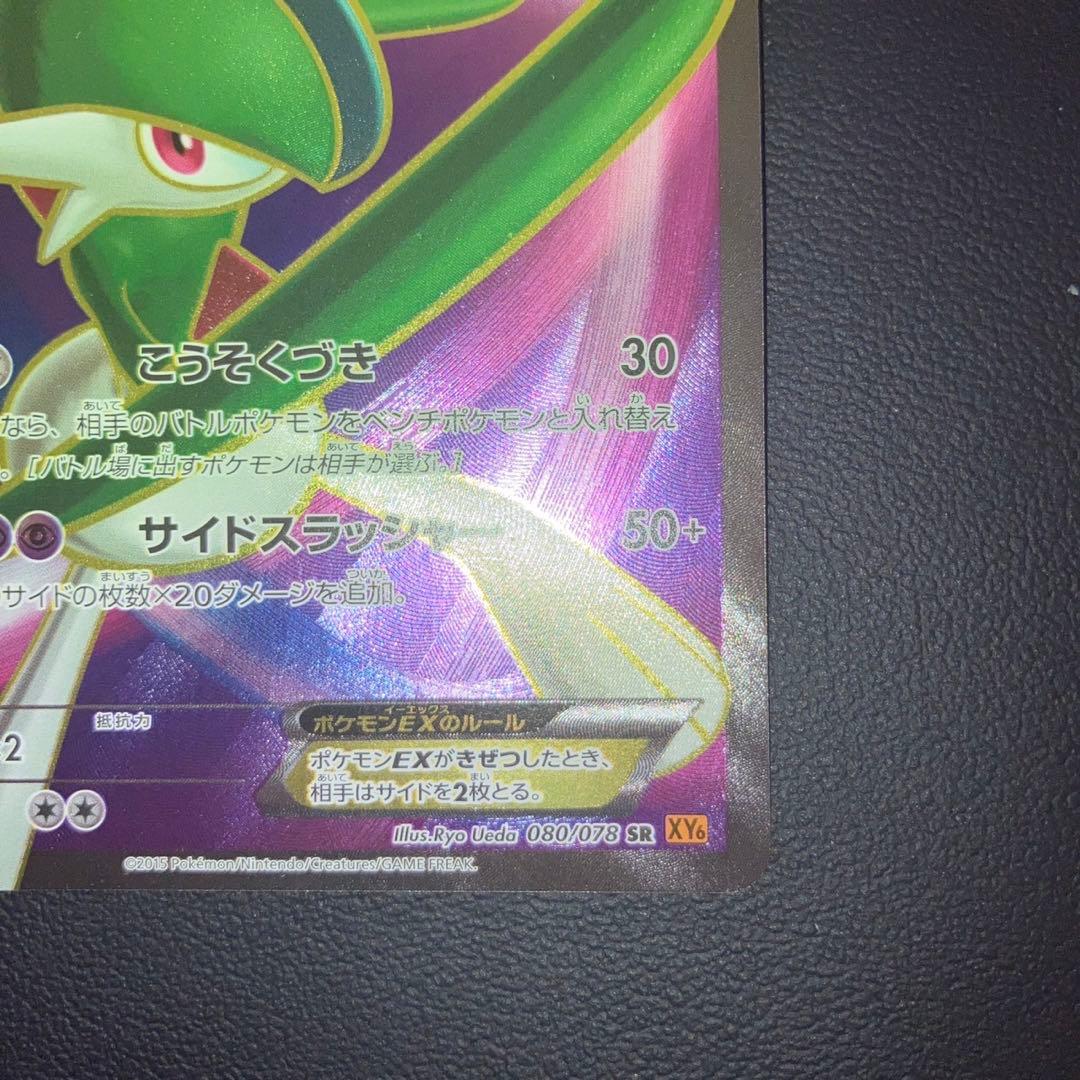 こうそくづき 30
なら、相手のバトルポケモンをベンチポケモンと入れ替え
。[バトル場に出すポケモンは相手が選ぶ。]
サイドスラッシャー 50+
サイドの枚数×20ダメージを追加。
抵抗力
×2
ポケモンEXのルール
ポケモンEXがきぜつしたとき、
相手はサイドを2枚とる。
Illus.Ryo Ueda 080/078 SR XY6
©2015 Pokémon/Nintendo/Creatures/GAME FREAK.